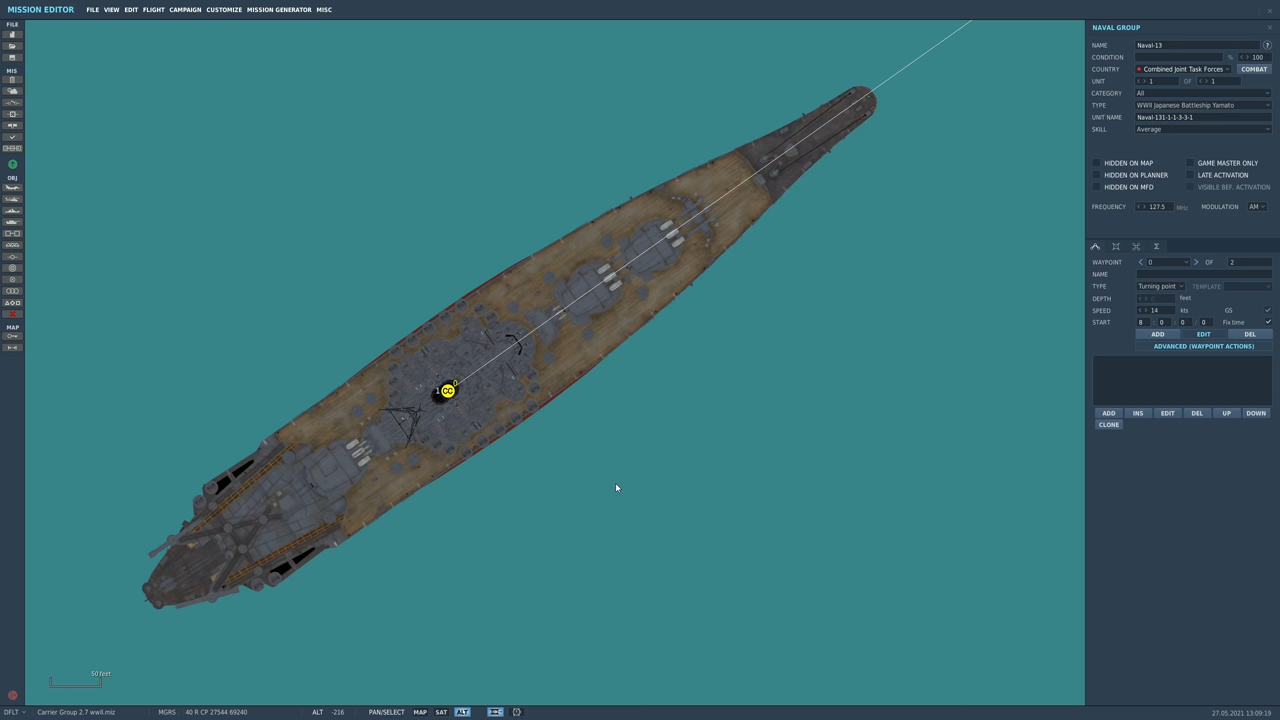 MISSION EDITOR FILE VIEW EDIT FLIGHT CAMPAIGN CUSTOMIZE MISSION GENERATOR MISC
FILE
MIS
OBJ
MAP
1 CC 0
50 feet
NAVAL GROUP
NAME Naval-13 ?
CONDITION % < > 100
COUNTRY Combined Joint Task Forces COMBAT
UNIT < > 1 OF < > 1
CATEGORY All
TYPE WWII Japanese Battleship Yamato
UNIT NAME Naval-131-1-1-3-3-1
SKILL Average
HIDDEN ON MAP GAME MASTER ONLY
HIDDEN ON PLANNER LATE ACTIVATION
HIDDEN ON MFD VISIBLE BEF. ACTIVATION
FREQUENCY < > 127.5 MHz MODULATION AM
WAYPOINT < 0 > OF 2
NAME
TYPE Turning point TEMPLATE
DEPTH < > 0 feet
SPEED < > 14 kts GS
START 8 : 0 : 0 / 0 Fix time
ADD EDIT DEL
ADVANCED (WAYPOINT ACTIONS)
ADD INS EDIT DEL UP DOWN
CLONE
DFLT Carrier Group 2.7 wwii.miz MGRS 40 R CP 27544 69240 ALT -216 PAN/SELECT MAP SAT ALT 27.05.2021 13:09:19